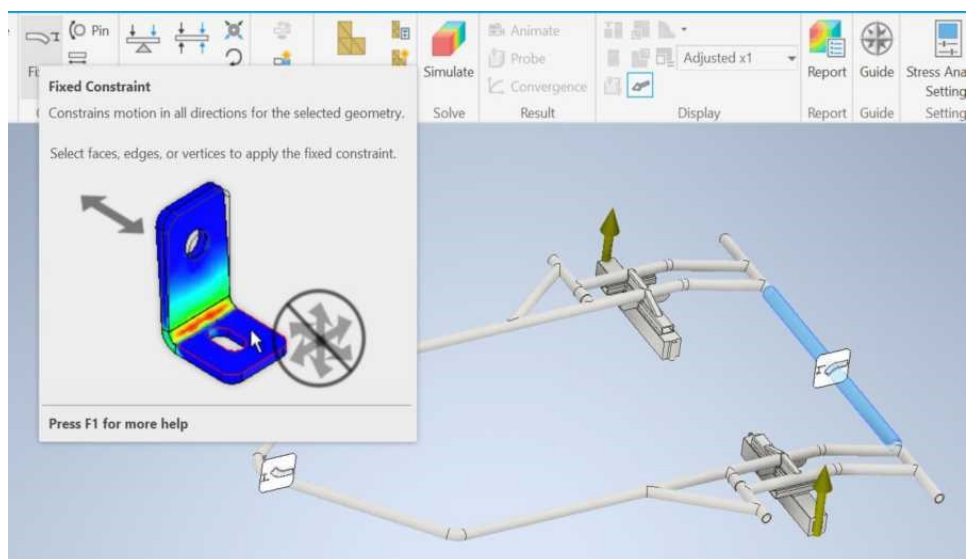 Pin
Fixed Constraint
Constrains motion in all directions for the selected geometry.
Select faces, edges, or vertices to apply the fixed constraint.
Press F1 for more help
Simulate
Solve
Animate
Probe
Convergence
Result
Adjusted x1
Display
Report
Report
Guide
Guide
Stress Ana
Setting
Setting